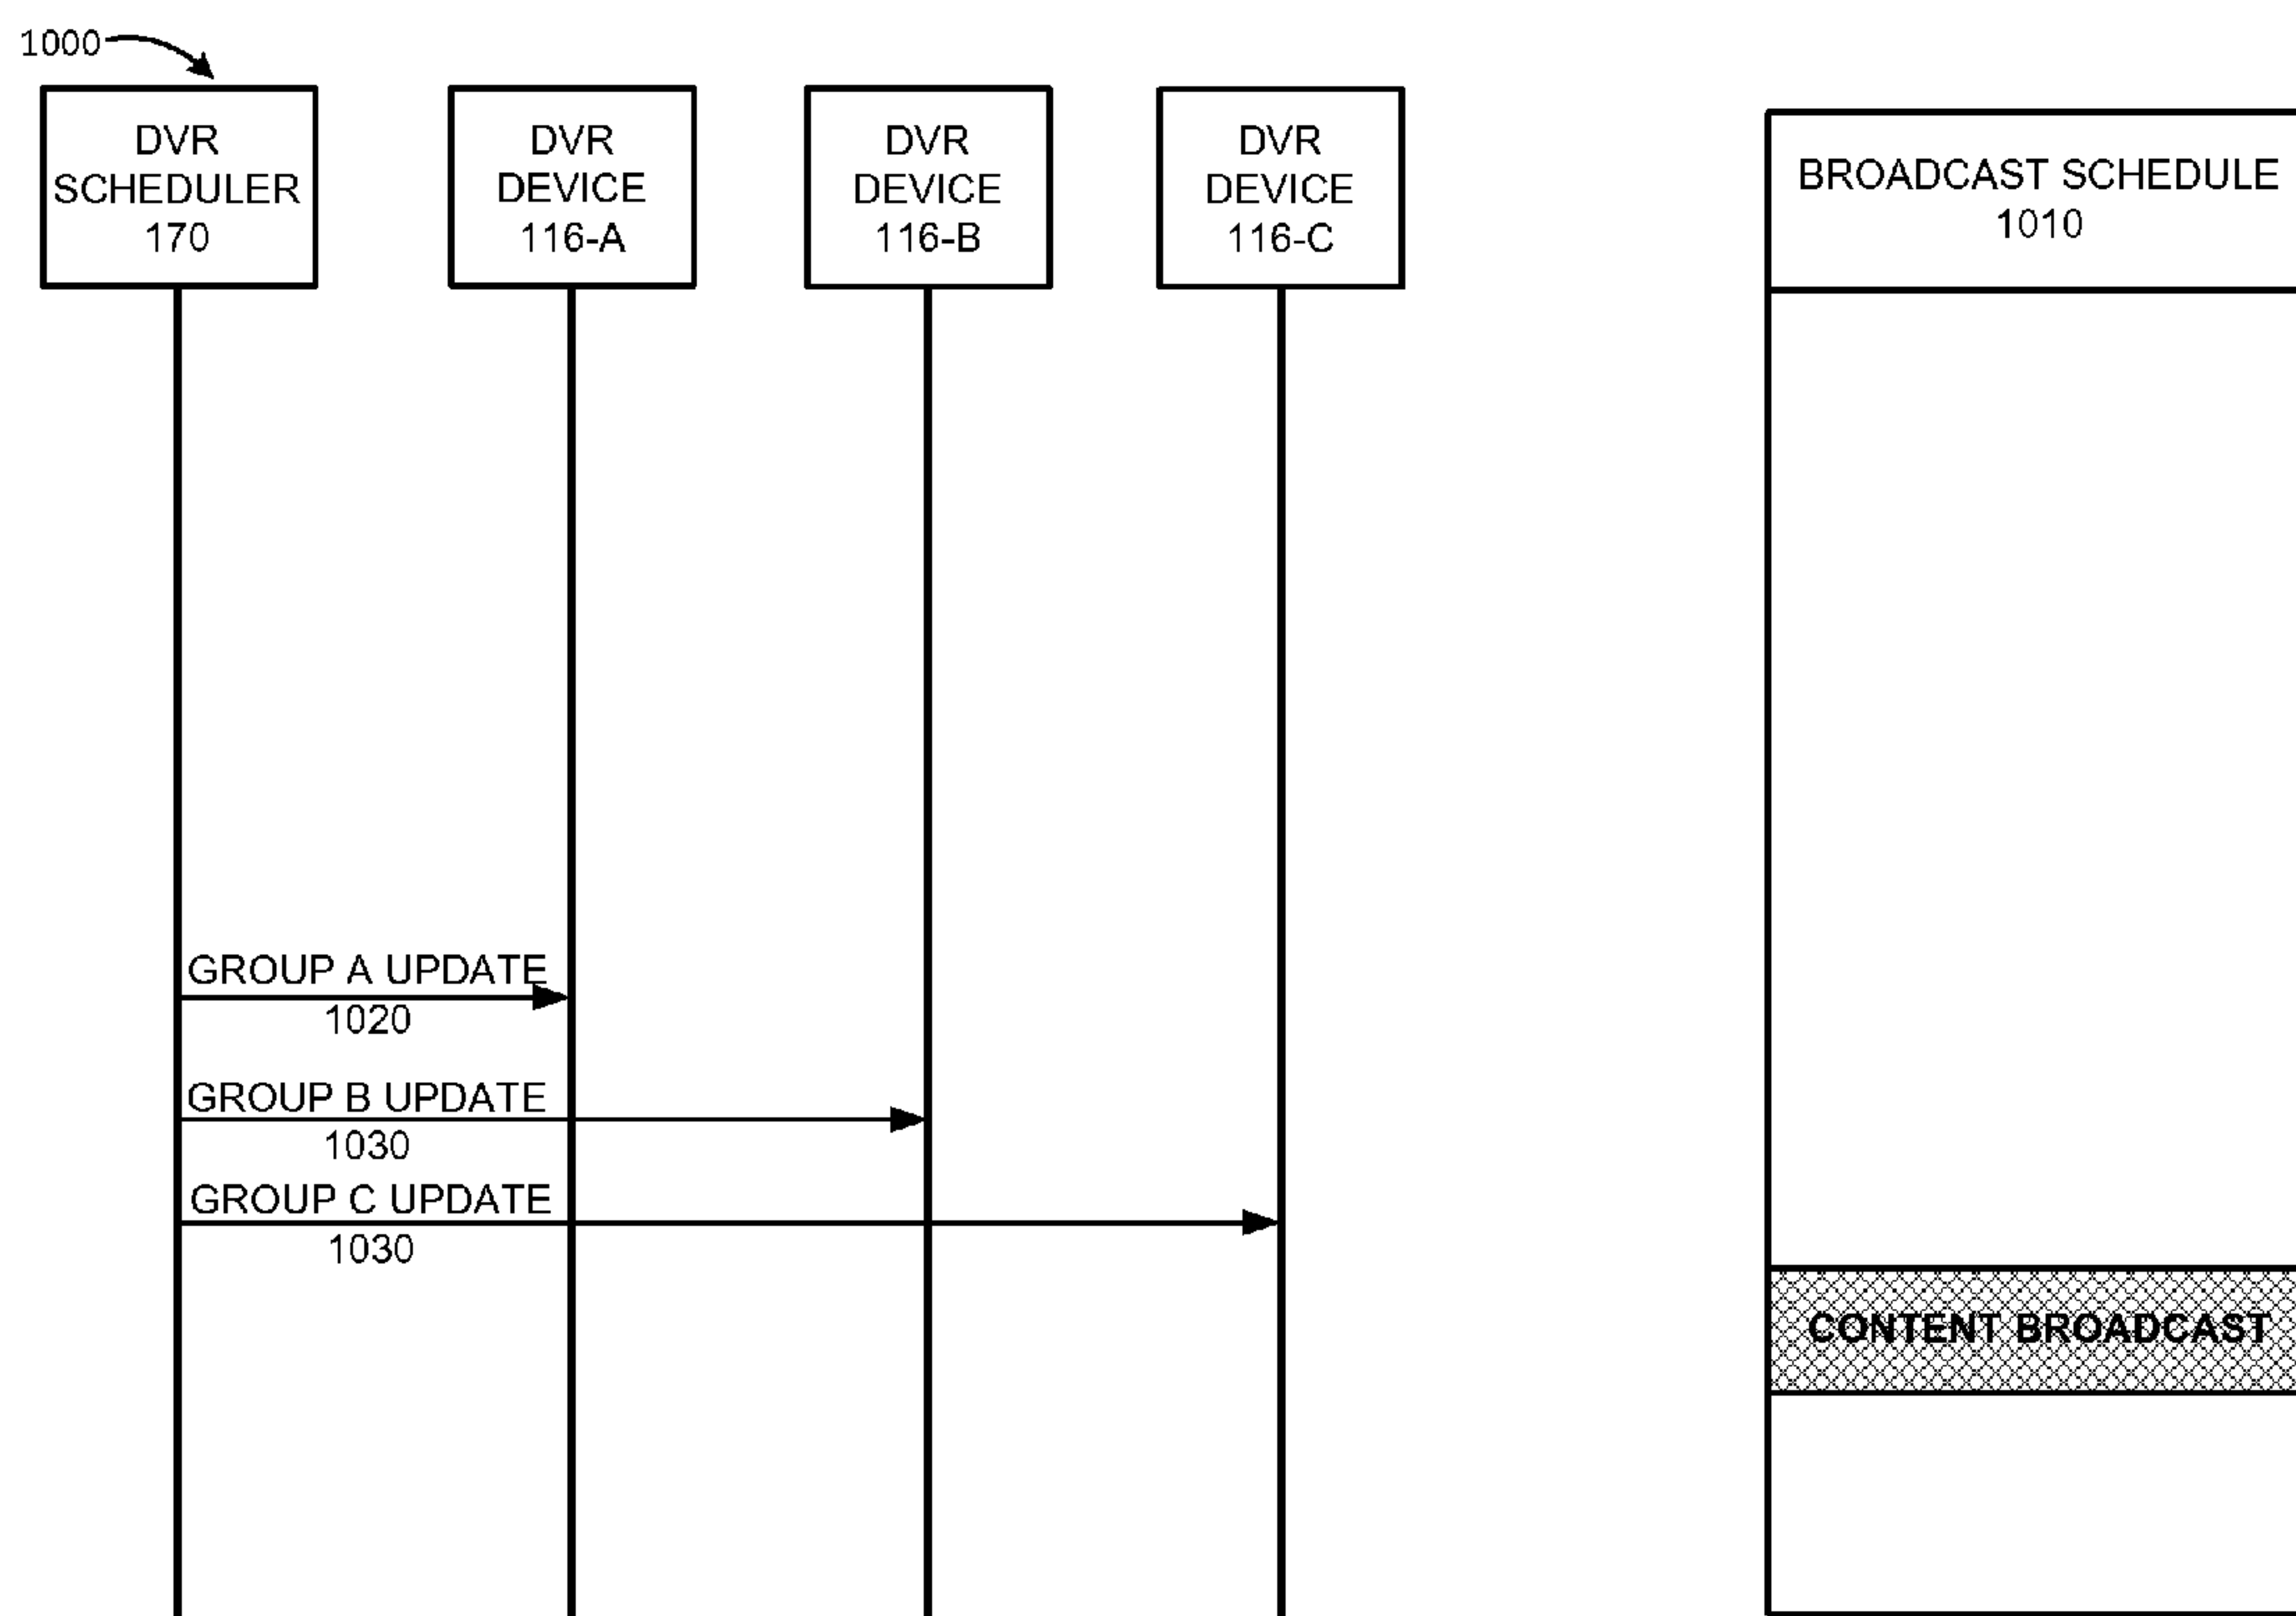 1000
DVR
SCHEDULER
170
DVR
DEVICE
116-A
DVR
DEVICE
116-B
DVR
DEVICE
116-C
BROADCAST SCHEDULE
1010
GROUP A UPDATE
1020
GROUP B UPDATE
1030
GROUP C UPDATE
1030
CONTENT BROADCAST